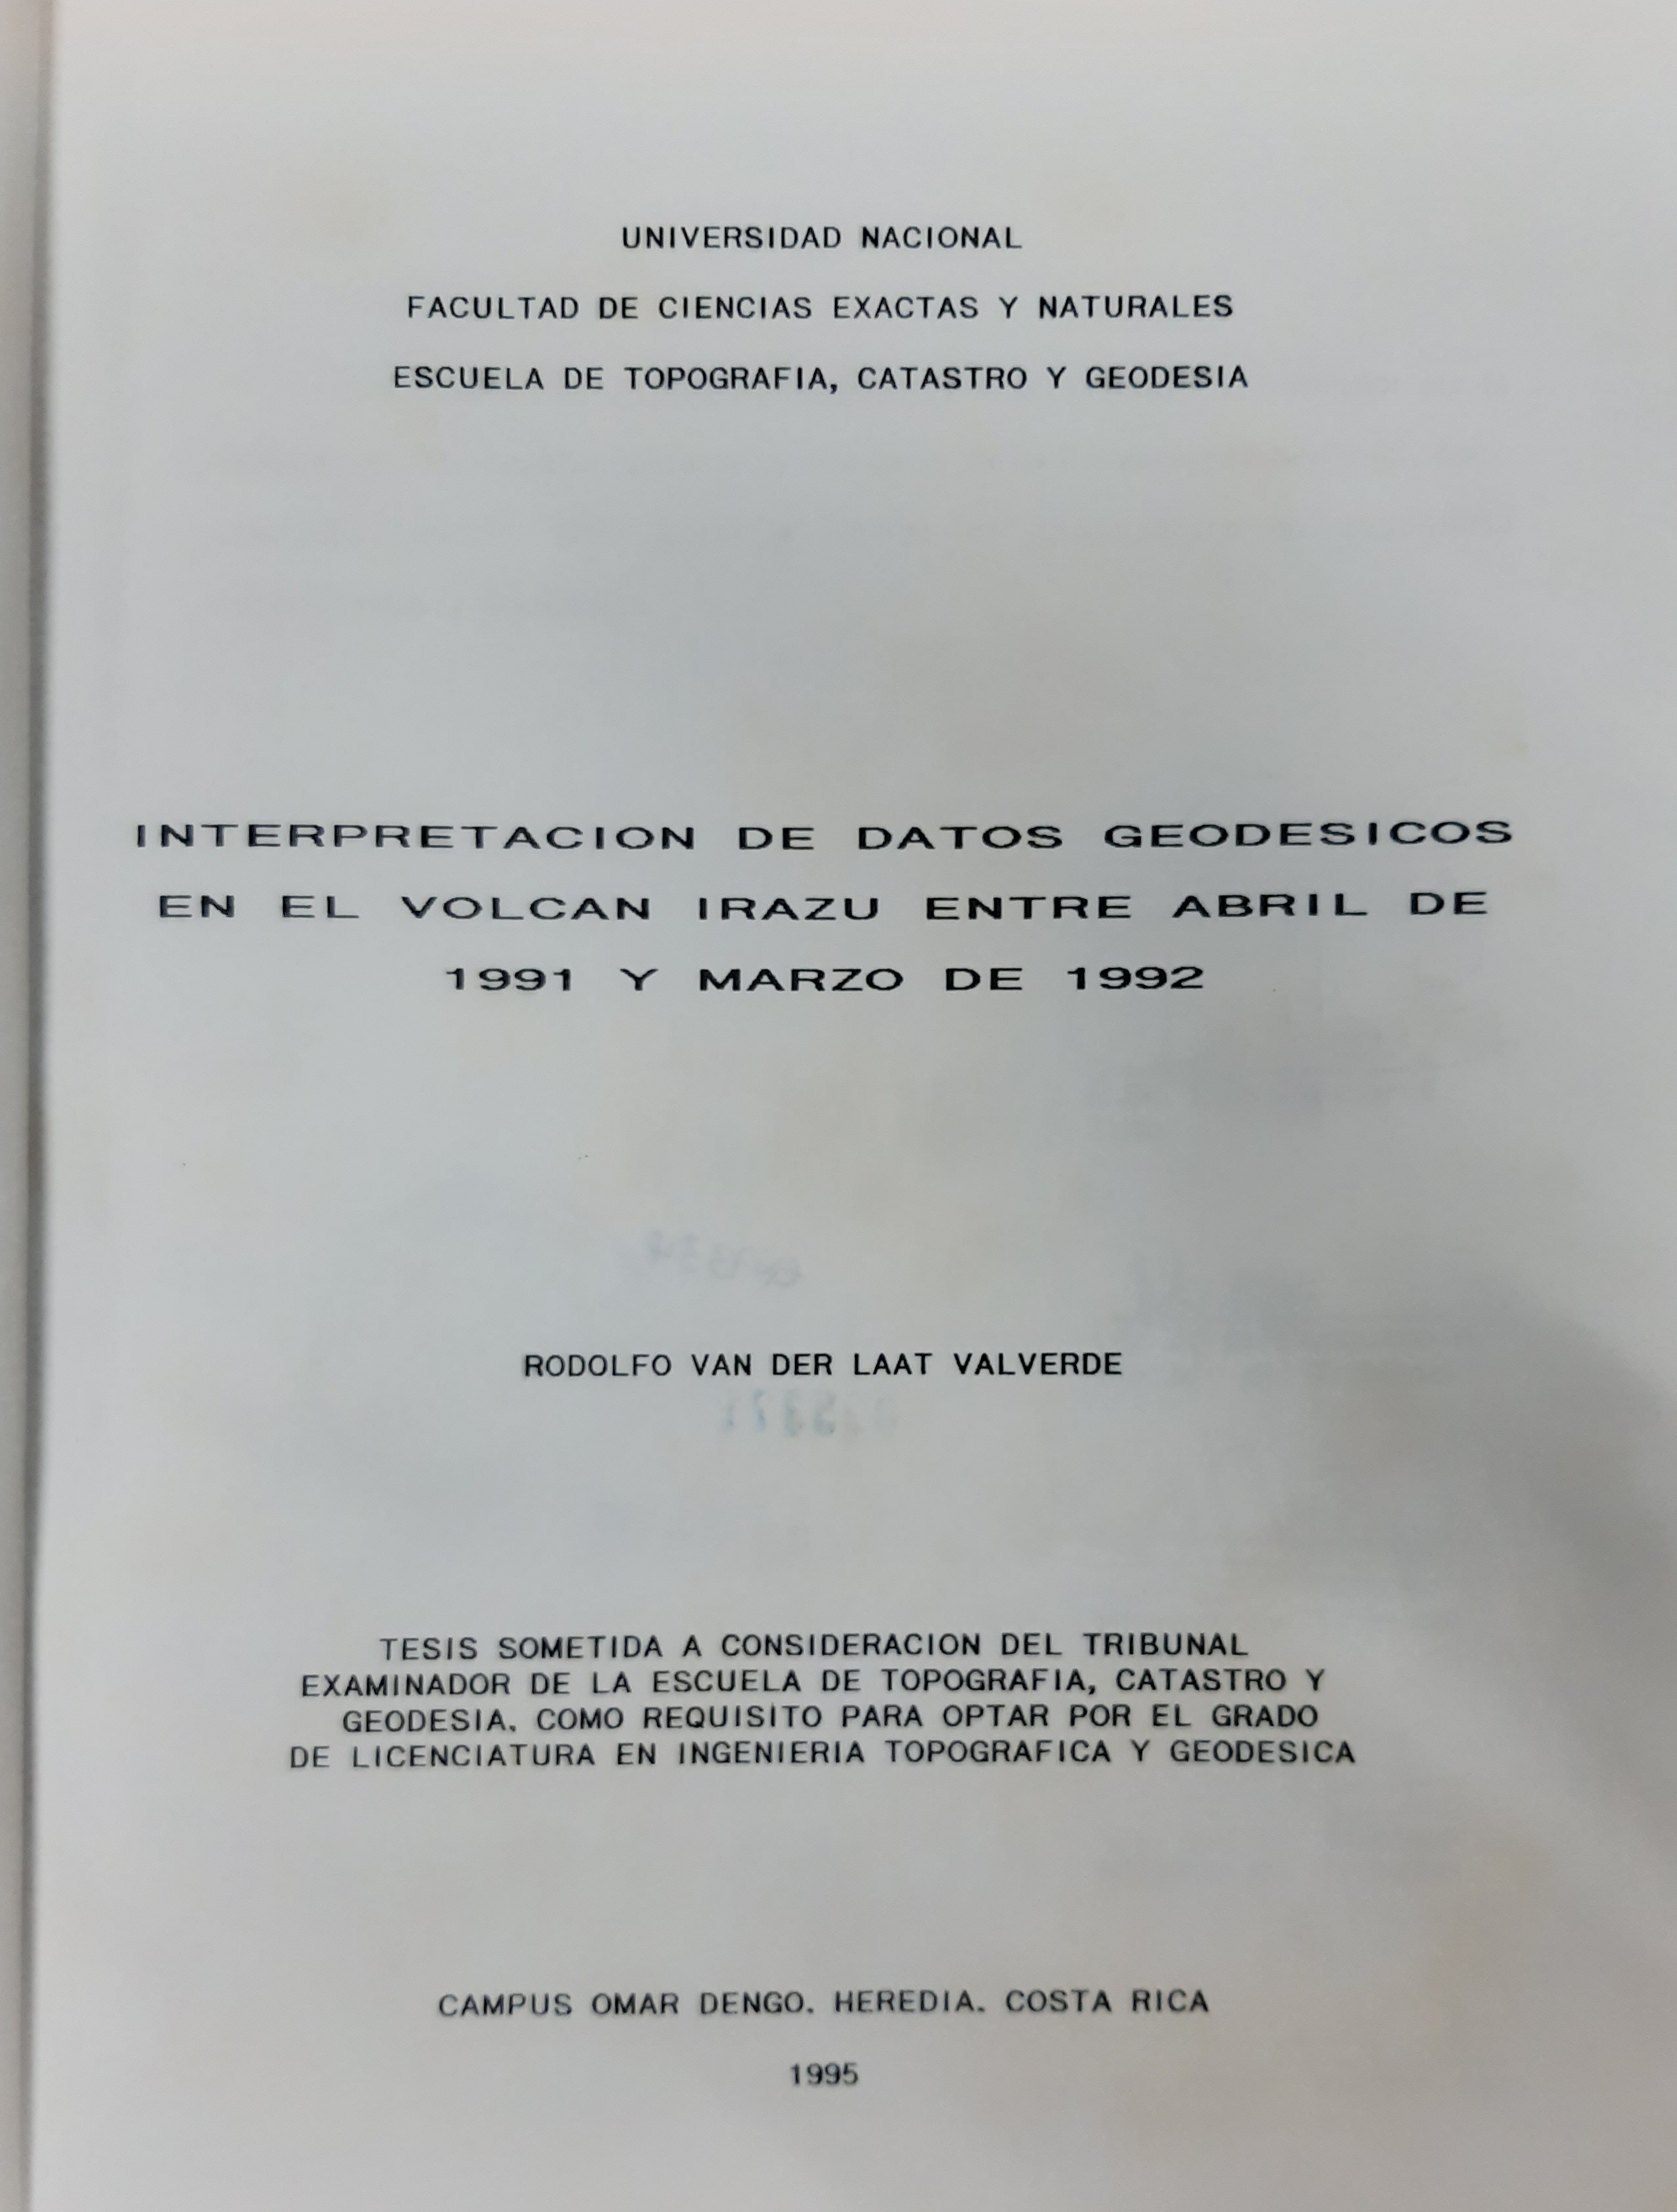 UNIVERSIDAD NACIONAL
FACULTAD DE CIENCIAS EXACTAS Y NATURALES
ESCUELA DE TOPOGRAFIA, CATASTRO Y GEODESIA
INTERPRETACION DE DATOS GEODESICOS
EN EL VOLCAN IRAZU ENTRE ABRIL DE
1991 Y MARZO DE 1992
RODOLFO VAN DER LAAT VALVERDE
TESIS SOMETIDA A CONSIDERACION DEL TRIBUNAL
EXAMINADOR DE LA ESCUELA DE TOPOGRAFIA, CATASTRO Y
GEODESIA. COMO REQUISITO PARA OPTAR POR EL GRADO
DE LICENCIATURA EN INGENIERIA TOPOGRAFICA Y GEODESICA
CAMPUS OMAR DENGO. HEREDIA. COSTA RICA
1995